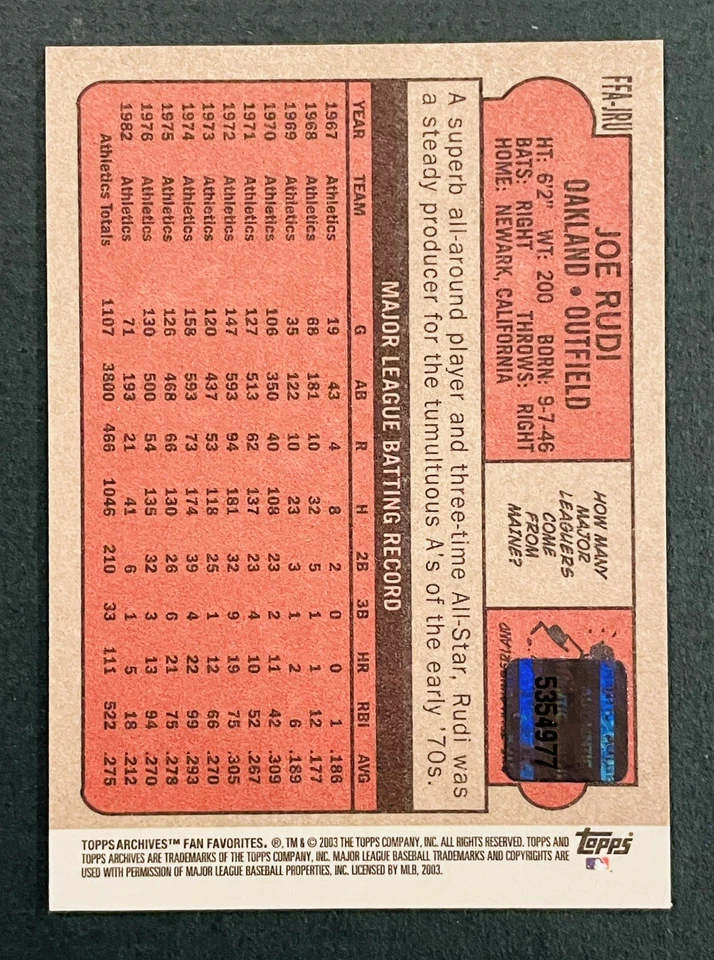 FFA-JRU
JOE RUDI
OAKLAND • OUTFIELD
HT: 6'2" WT: 200 BORN: 9-7-46
BATS: RIGHT THROWS: RIGHT
HOME: NEWARK, CALIFORNIA
HOW MANY
MAJOR
LEAGUERS
COME
FROM
MAINE?
5354977
A superb all-around player and three-time All-Star, Rudi was
a steady producer for the tumultuous A's of the early '70s.
MAJOR LEAGUE BATTING RECORD
YEAR TEAM G AB R H 2B 3B HR RBI AVG
1967 Athletics 19 43 4 8 2 0 0 1 .186
1968 Athletics 68 181 10 32 5 1 1 12 .177
1969 Athletics 35 122 10 23 3 1 2 6 .189
1970 Athletics 106 350 40 108 23 2 11 42 .309
1971 Athletics 127 513 62 137 23 4 10 52 .267
1972 Athletics 147 593 94 181 32 9 19 75 .305
1973 Athletics 120 437 53 118 25 1 12 66 .270
1974 Athletics 158 593 73 174 39 4 22 99 .293
1975 Athletics 126 468 66 130 26 6 21 75 .278
1976 Athletics 130 500 54 135 32 3 13 94 .270
1982 Athletics 71 193 21 41 6 1 5 18 .212
Athletics Totals 1107 3800 466 1046 210 33 111 522 .275
Topps
TOPPS ARCHIVES™ FAN FAVORITES. ®, TM & © 2003 THE TOPPS COMPANY, INC. ALL RIGHTS RESERVED. TOPPS AND
TOPPS ARCHIVES ARE TRADEMARKS OF THE TOPPS COMPANY, INC. MAJOR LEAGUE BASEBALL TRADEMARKS AND COPYRIGHTS ARE
USED WITH PERMISSION OF MAJOR LEAGUE BASEBALL PROPERTIES, INC. LICENSED BY MLB, 2003.